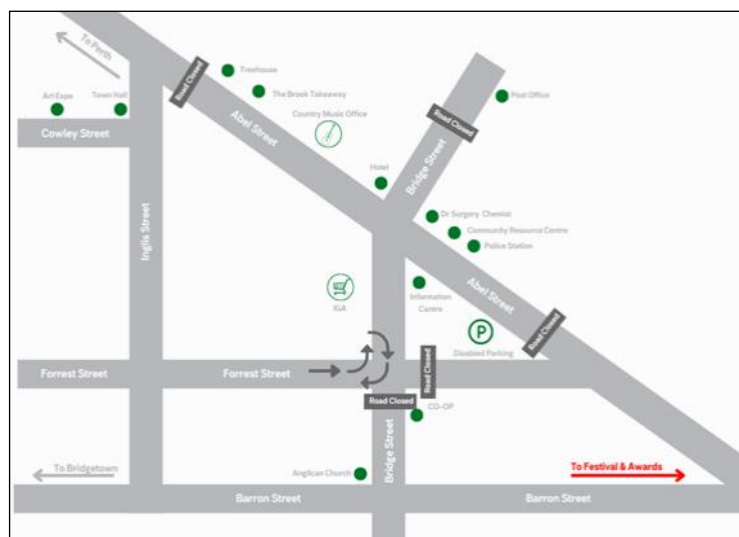 To Perth
Road Closed
Treehouse
The Brook Takeaway
Art Expo
Town Hall
Post Office
Country Music Office
Road Closed
Cowley Street
Abel Street
Bridge Street
Hotel
Inglis Street
Dr Surgery Chemist
Community Resource Centre
Police Station
IGA
Information
Centre
Abel Street
P
Disabled Parking
Road Closed
Forrest Street
Forrest Street
Road Closed
Road Closed
CO-OP
Bridge Street
To Bridgetown
Anglican Church
To Festival & Awards
Barron Street
Barron Street